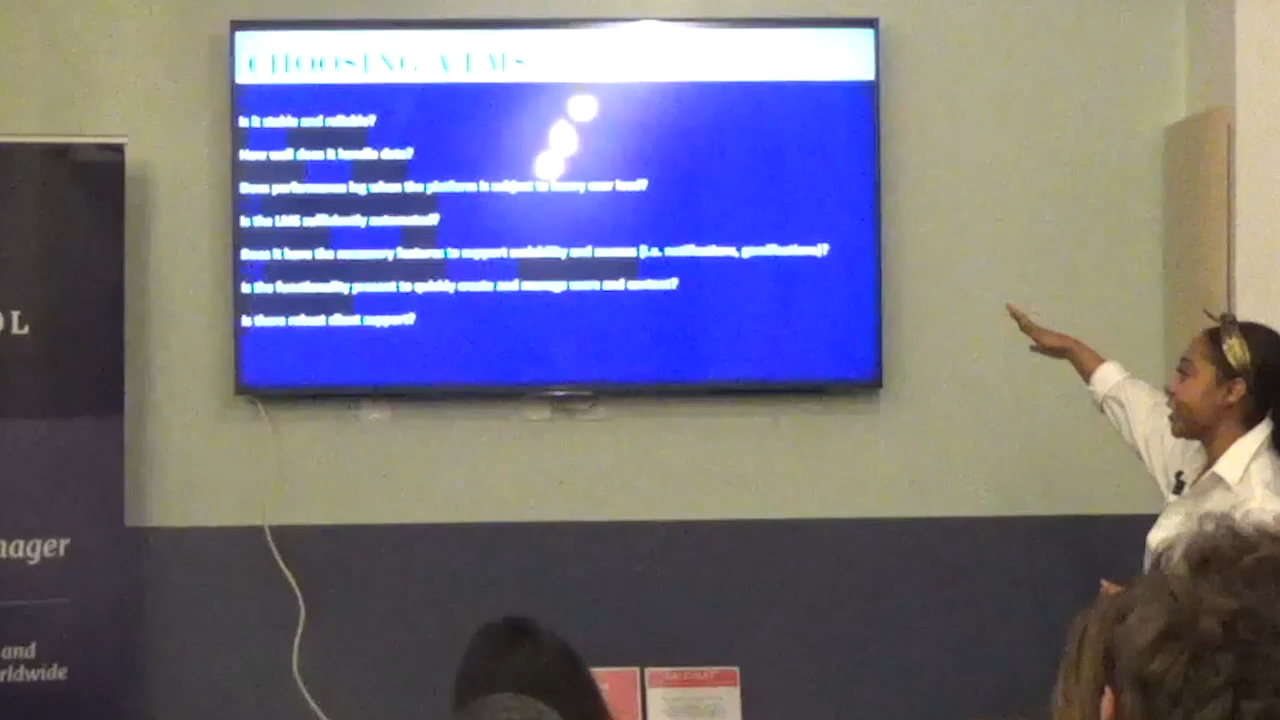 CHOOSING A LMS
Is it stable and reliable?
How well does it handle data?
Does performance lag when the platform is subject to heavy user load?
Is the LMS sufficiently automated?
Does it have the necessary features to support scalability and success (i.e. notifications, gamifications)?
Is the functionality present to quickly create and manage users and content?
Is there robust client support?
OL
nager
and
rldwide